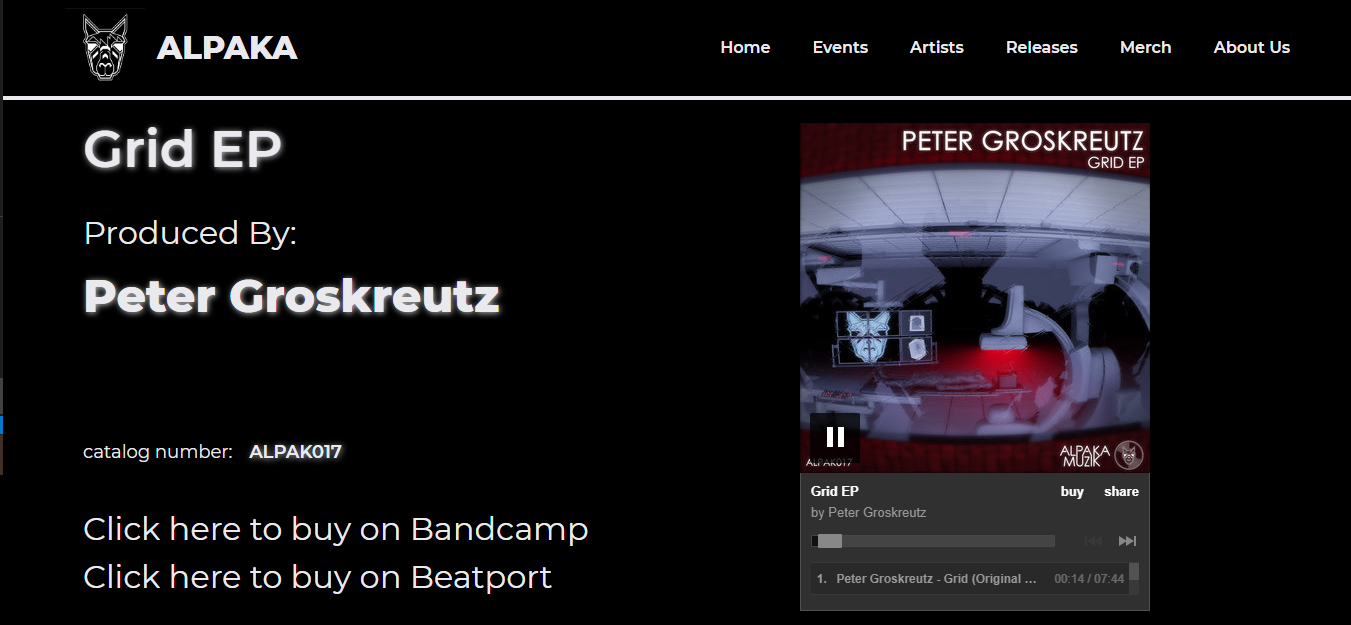 ALPAKA
Home Events Artists Releases Merch About Us
Grid EP
Produced By:
Peter Groskreutz
catalog number: ALPAK017
Click here to buy on Bandcamp
Click here to buy on Beatport
PETER GROSKREUTZ
GRID EP
ALPAK017
ALPAKA
MUZIK
Grid EP buy share
by Peter Groskreutz
1. Peter Groskreutz - Grid (Original ... 00:14 / 07:44